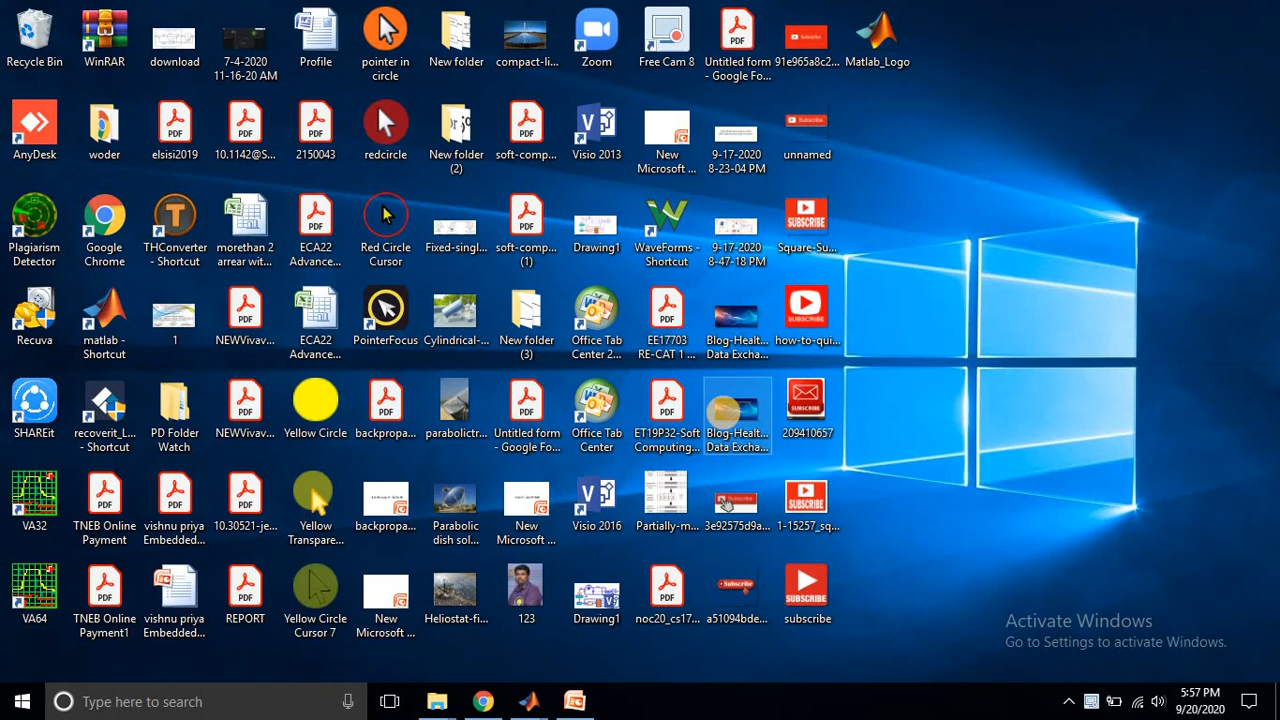 Recycle Bin
WinRAR
download
7-4-2020
11-16-20 AM
Profile
pointer in
circle
New folder
compact-li...
Zoom
Free Cam 8
Untitled form
- Google Fo...
91e965a8c2...
Matlab_Logo
AnyDesk
woder
elsisi2019
10.1142@S...
2150043
redcircle
New folder
(2)
soft-comp...
Visio 2013
New
Microsoft ...
9-17-2020
8-23-04 PM
unnamed
Plagiarism
Detector
Google
Chrome
THConverter
- Shortcut
morethan 2
arrear wit...
ECA22
Advance...
Red Circle
Cursor
Fixed-singl...
soft-comp...
(1)
Drawing1
WaveForms -
Shortcut
9-17-2020
8-47-18 PM
Square-Su...
Recuva
matlab -
Shortcut
1
NEWVivav...
ECA22
Advance...
PointerFocus
Cylindrical-...
New folder
(3)
Office Tab
Center 2...
EE17703
RE-CAT 1 ...
Blog-Healt...
Data Excha...
how-to-qui...
SHAREit
recoverit_L...
- Shortcut
PD Folder
Watch
NEWVivav...
Yellow Circle
backpropa...
parabolictr...
Untitled form
- Google Fo...
Office Tab
Center
ET19P32-Soft
Computing...
Blog-Healt...
Data Excha...
209410657
VA32
TNEB Online
Payment
vishnu priya
Embedded...
10.30521-je...
Yellow
Transpare...
backpropa...
Parabolic
dish sol...
New
Microsoft ...
Visio 2016
Partially-m...
3e92575d9a...
1-15257_sq...
VA64
TNEB Online
Payment1
vishnu priya
Embedded...
REPORT
Yellow Circle
Cursor 7
New
Microsoft ...
Heliostat-fi...
123
Drawing1
noc20_cs17...
a51094bde...
subscribe
Activate Windows
Go to Settings to activate Windows.
Type here to search
5:57 PM
9/20/2020